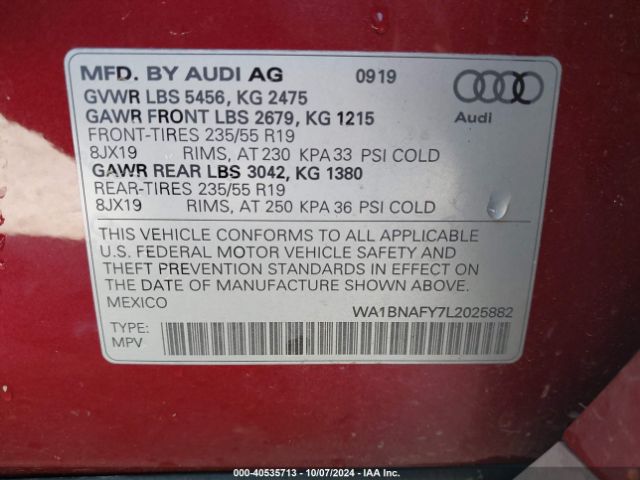 MFD. BY AUDI AG 0919
GVWR LBS 5456, KG 2475
GAWR FRONT LBS 2679, KG 1215
FRONT-TIRES 235/55 R19
8JX19 RIMS, AT 230 KPA 33 PSI COLD
GAWR REAR LBS 3042, KG 1380
REAR-TIRES 235/55 R19
8JX19 RIMS, AT 250 KPA 36 PSI COLD
Audi
THIS VEHICLE CONFORMS TO ALL APPLICABLE
U.S. FEDERAL MOTOR VEHICLE SAFETY AND
THEFT PREVENTION STANDARDS IN EFFECT ON
THE DATE OF MANUFACTURE SHOWN ABOVE.
MEXICO WA1BNAFY7L2025882
TYPE:
MPV
000-40535713 - 10/07/2024 - IAA Inc.